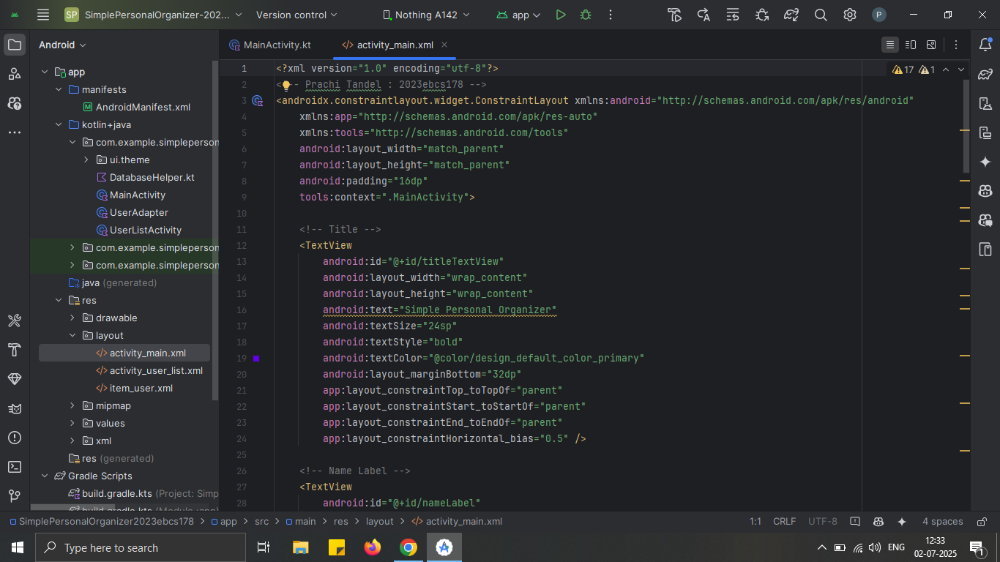 SP SimplePersonalOrganizer-202... Version control Nothing A142 app P
Android
MainActivity.kt
activity_main.xml
app
manifests
AndroidManifest.xml
kotlin+java
com.example.simpleperson
ui.theme
DatabaseHelper.kt
MainActivity
UserAdapter
UserListActivity
com.example.simpleperson
com.example.simpleperson
java (generated)
res
drawable
layout
activity_main.xml
activity_user_list.xml
item_user.xml
mipmap
values
xml
res (generated)
Gradle Scripts
build.gradle.kts (Project: Simp
build.gradle.kts (Module :app)
17 1
1 <?xml version="1.0" encoding="utf-8"?>
2 <!-- Prachi Tandel : 2023ebcs178 -->
3 <androidx.constraintlayout.widget.ConstraintLayout xmlns:android="http://schemas.android.com/apk/res/android"
4 xmlns:app="http://schemas.android.com/apk/res-auto"
5 xmlns:tools="http://schemas.android.com/tools"
6 android:layout_width="match_parent"
7 android:layout_height="match_parent"
8 android:padding="16dp"
9 tools:context=".MainActivity">
10
11 <!-- Title -->
12 <TextView
13 android:id="@+id/titleTextView"
14 android:layout_width="wrap_content"
15 android:layout_height="wrap_content"
16 android:text="Simple Personal Organizer"
17 android:textSize="24sp"
18 android:textStyle="bold"
19 android:textColor="@color/design_default_color_primary"
20 android:layout_marginBottom="32dp"
21 app:layout_constraintTop_toTopOf="parent"
22 app:layout_constraintStart_toStartOf="parent"
23 app:layout_constraintEnd_toEndOf="parent"
24 app:layout_constraintHorizontal_bias="0.5" />
25
26 <!-- Name Label -->
27 <TextView
28 android:id="@+id/nameLabel"
SimplePersonalOrganizer2023ebcs178 > app > src > main > res > layout > activity_main.xml 1:1 CRLF UTF-8 4 spaces
Type here to search
ENG
12:33
02-07-2025
1